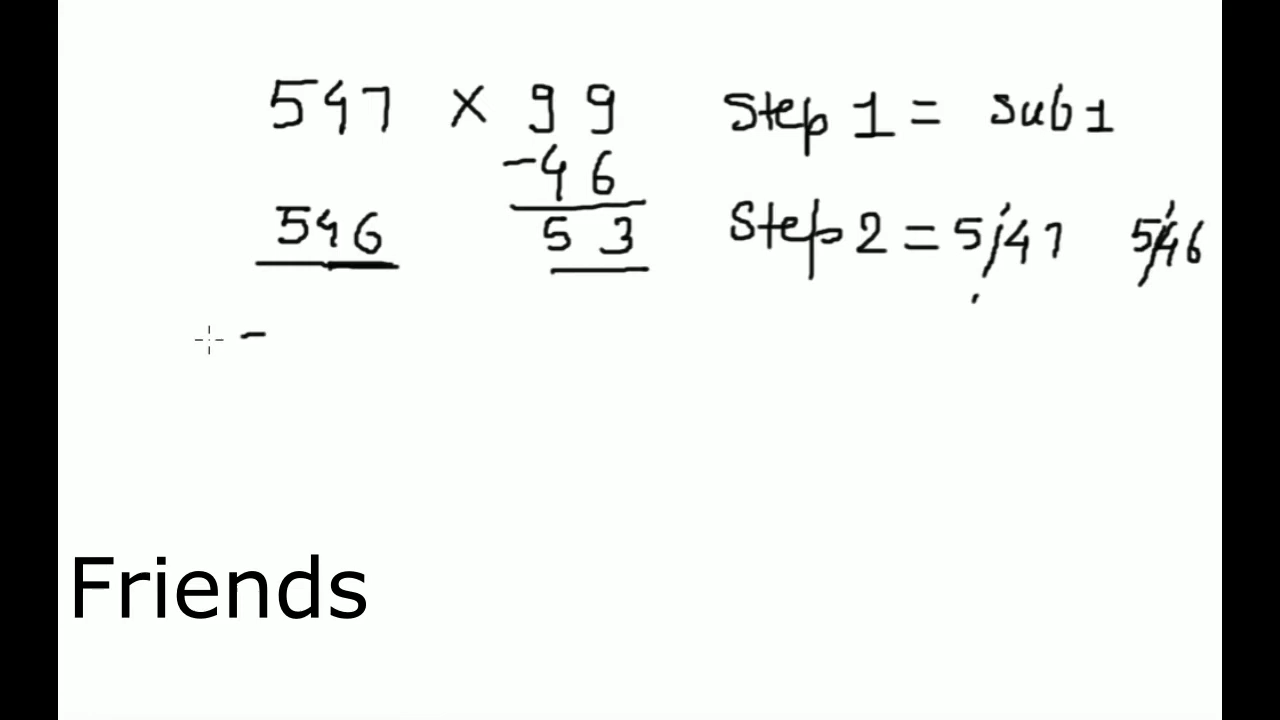 547 × 99 Step 1 = sub 1
-46
546 53 Step 2 = 5/47 5/46
-
Friends